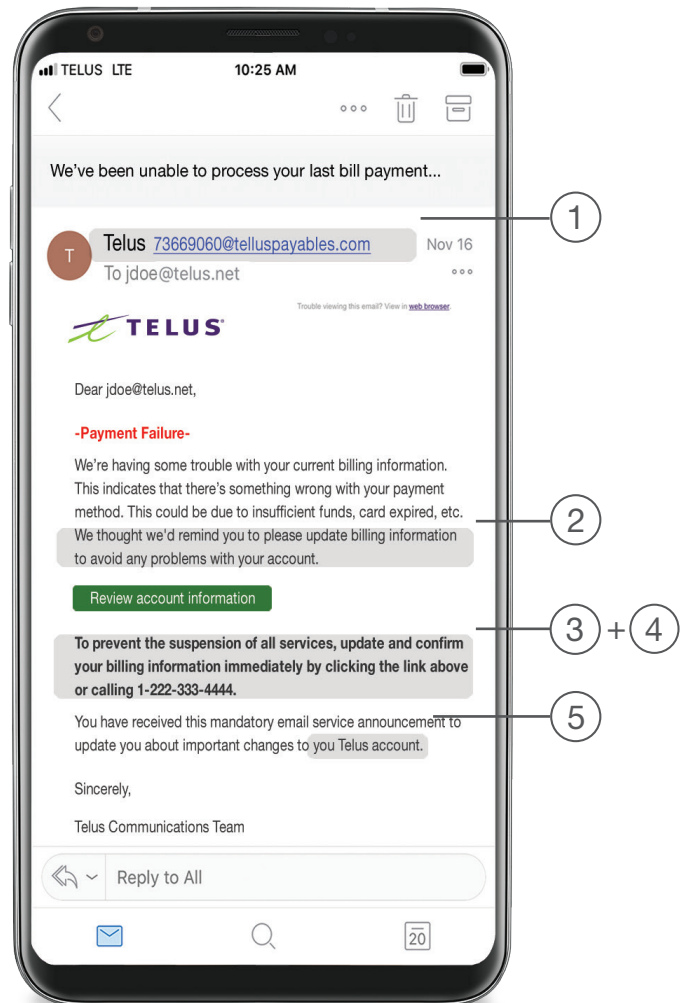 TELUS LTE 10:25 AM
We've been unable to process your last bill payment...
1
T
Telus 73669060@telluspayables.com Nov 16
To jdoe@telus.net
Trouble viewing this email? View in web browser.
TELUS
Dear jdoe@telus.net,
-Payment Failure-
We're having some trouble with your current billing information.
This indicates that there's something wrong with your payment
method. This could be due to insufficient funds, card expired, etc.
2
We thought we'd remind you to please update billing information
to avoid any problems with your account.
Review account information
3 + 4
To prevent the suspension of all services, update and confirm
your billing information immediately by clicking the link above
or calling 1-222-333-4444.
5
You have received this mandatory email service announcement to
update you about important changes to you Telus account.
Sincerely,
Telus Communications Team
Reply to All
20